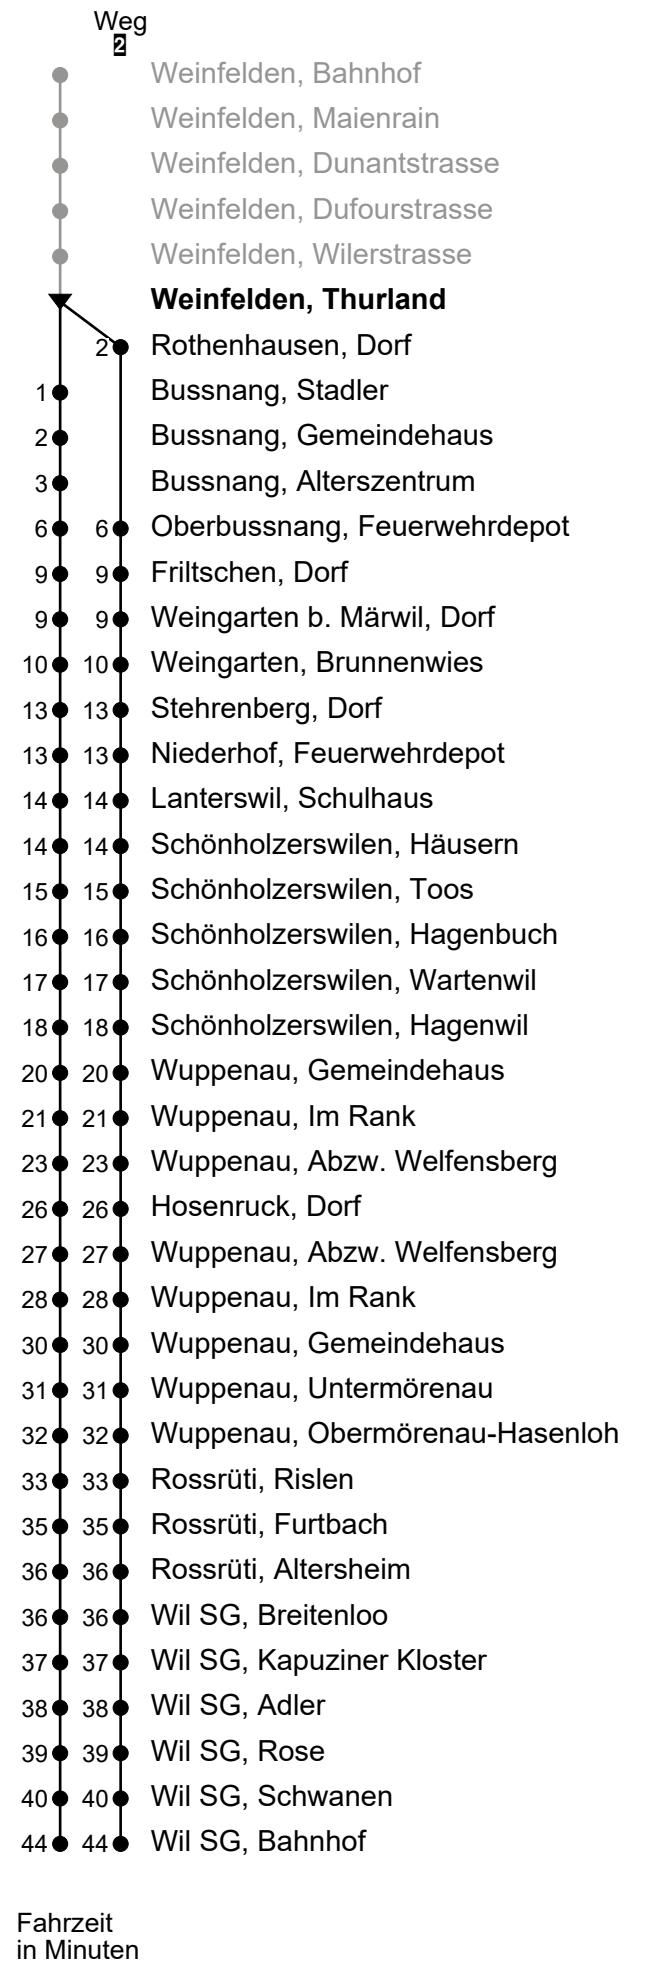 Weg
2
Weinfelden, Bahnhof
Weinfelden, Maienrain
Weinfelden, Dunantstrasse
Weinfelden, Dufourstrasse
Weinfelden, Wilerstrasse
Weinfelden, Thurland
2 Rothenhausen, Dorf
1 Bussnang, Stadler
2 Bussnang, Gemeindehaus
3 Bussnang, Alterszentrum
6 6 Oberbussnang, Feuerwehrdepot
9 9 Friltschen, Dorf
9 9 Weingarten b. Märwil, Dorf
10 10 Weingarten, Brunnenwies
13 13 Stehrenberg, Dorf
13 13 Niederhof, Feuerwehrdepot
14 14 Lanterswil, Schulhaus
14 14 Schönholzerswilen, Häusern
15 15 Schönholzerswilen, Toos
16 16 Schönholzerswilen, Hagenbuch
17 17 Schönholzerswilen, Wartenwil
18 18 Schönholzerswilen, Hagenwil
20 20 Wuppenau, Gemeindehaus
21 21 Wuppenau, Im Rank
23 23 Wuppenau, Abzw. Welfensberg
26 26 Hosenruck, Dorf
27 27 Wuppenau, Abzw. Welfensberg
28 28 Wuppenau, Im Rank
30 30 Wuppenau, Gemeindehaus
31 31 Wuppenau, Untermörenau
32 32 Wuppenau, Obermörenau-Hasenloh
33 33 Rossrüti, Rislen
35 35 Rossrüti, Furtbach
36 36 Rossrüti, Altersheim
36 36 Wil SG, Breitenloo
37 37 Wil SG, Kapuziner Kloster
38 38 Wil SG, Adler
39 39 Wil SG, Rose
40 40 Wil SG, Schwanen
44 44 Wil SG, Bahnhof
Fahrzeit
in Minuten